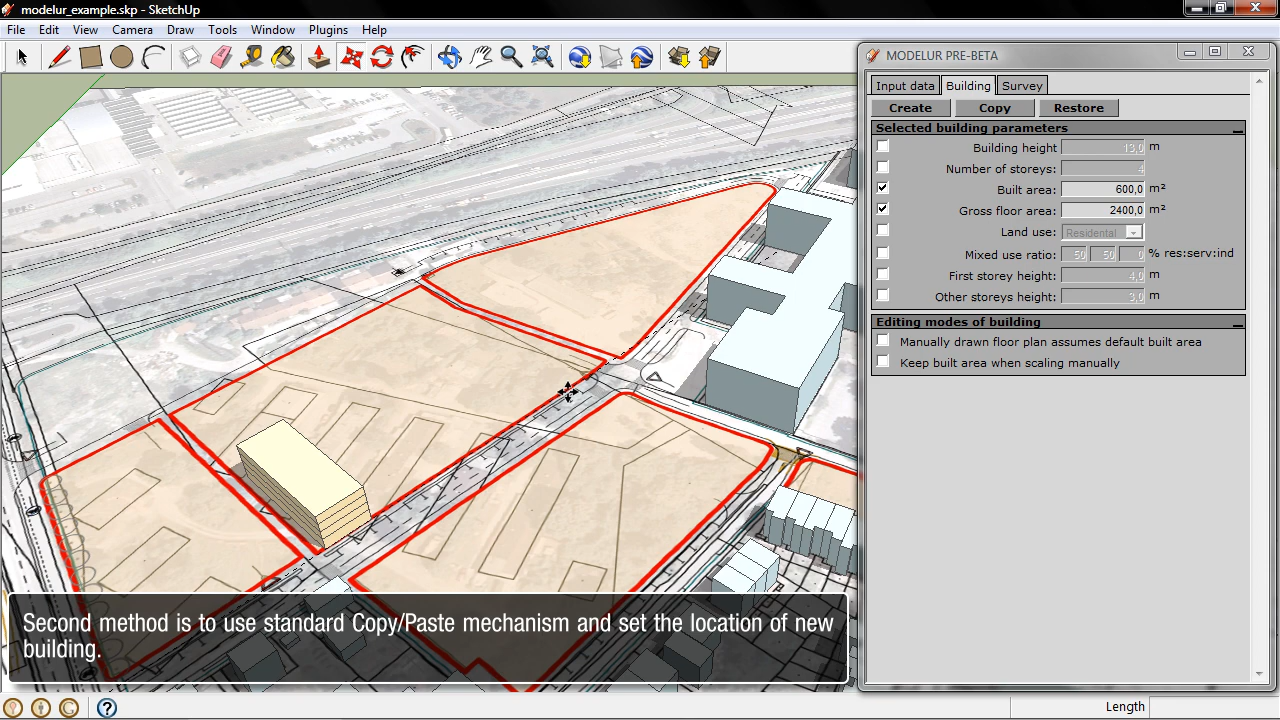 modelur_example.skp - SketchUp
File Edit View Camera Draw Tools Window Plugins Help
MODELUR PRE-BETA
Input data Building Survey
Create Copy Restore
Selected building parameters
Building height 13,0 m
Number of storeys: 4
Built area: 600,0 m²
Gross floor area: 2400,0 m²
Land use: Residental
Mixed use ratio: 50 50 0 % res:serv:ind
First storey height: 4,0 m
Other storeys height: 3,0 m
Editing modes of building
Manually drawn floor plan assumes default built area
Keep built area when scaling manually
Second method is to use standard Copy/Paste mechanism and set the location of new
building.
Length